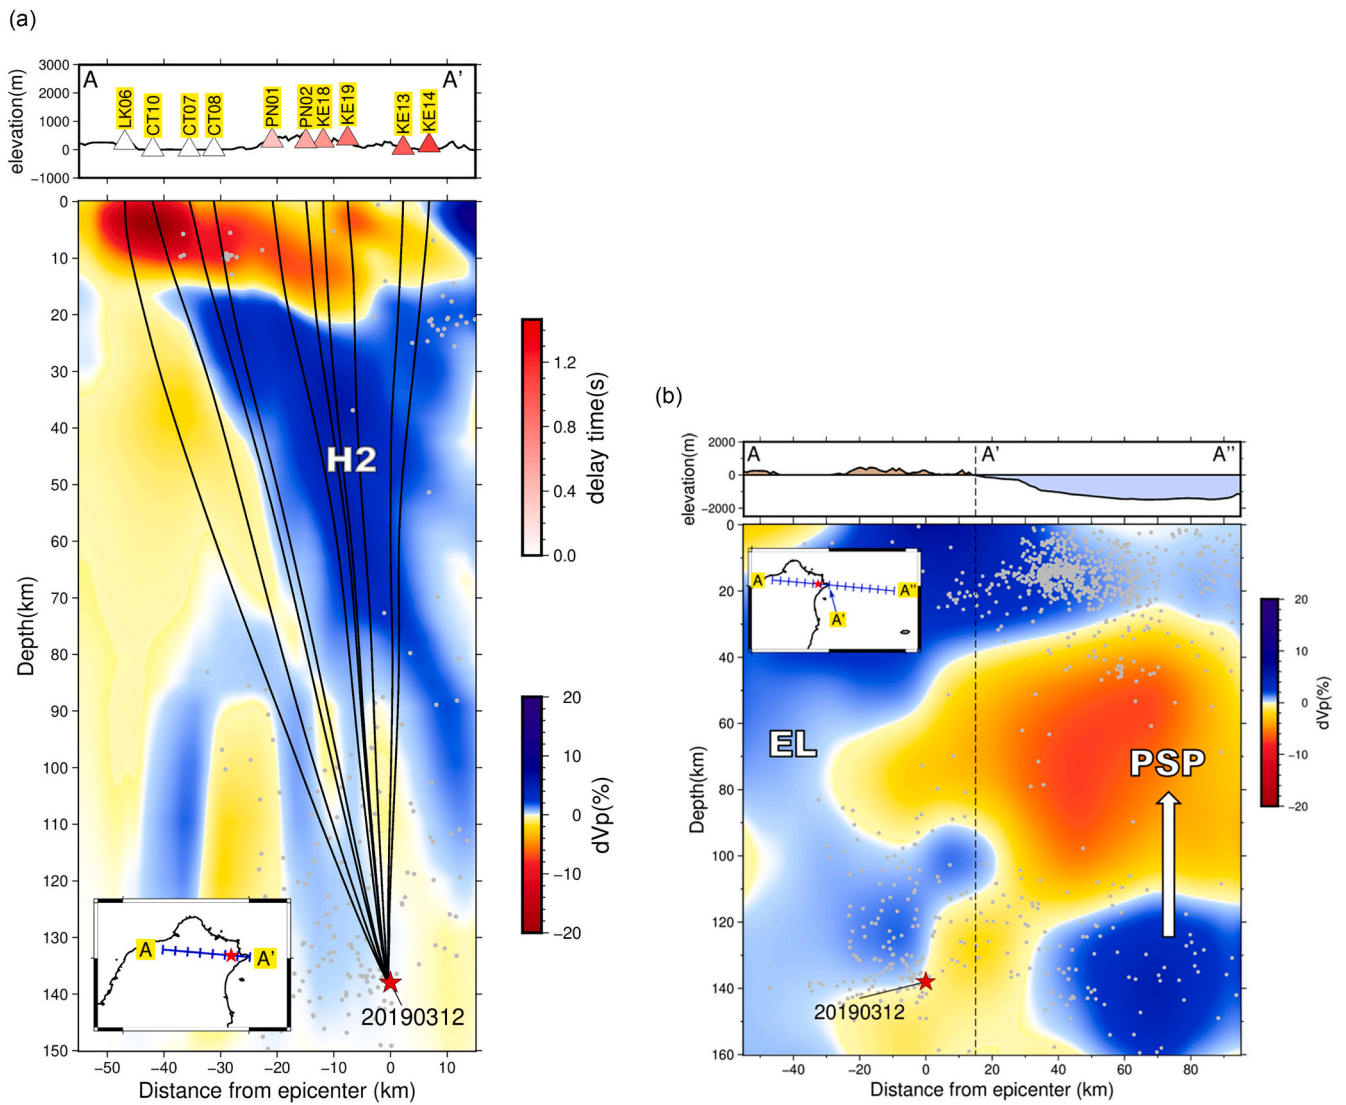 (a)
3000
2000
1000
0
−1000
elevation(m)
A
A'
LK06
CT10
CT07
CT08
PN01
PN02
KE18
KE19
KE13
KE14
0
10
20
30
40
50
60
70
80
90
100
110
120
130
140
150
Depth(km)
H2
20190312
A
A'
−50
−40
−30
−20
−10
0
10
Distance from epicenter (km)
1.2
0.8
0.4
0.0
delay time(s)
20
10
0
−10
−20
dVp(%)
(b)
2000
0
−2000
elevation(m)
A
A'
A''
0
20
40
60
80
100
120
140
160
Depth(km)
A
A''
A'
EL
PSP
20190312
−40
−20
0
20
40
60
80
Distance from epicenter (km)
20
10
0
−10
−20
dVp(%)